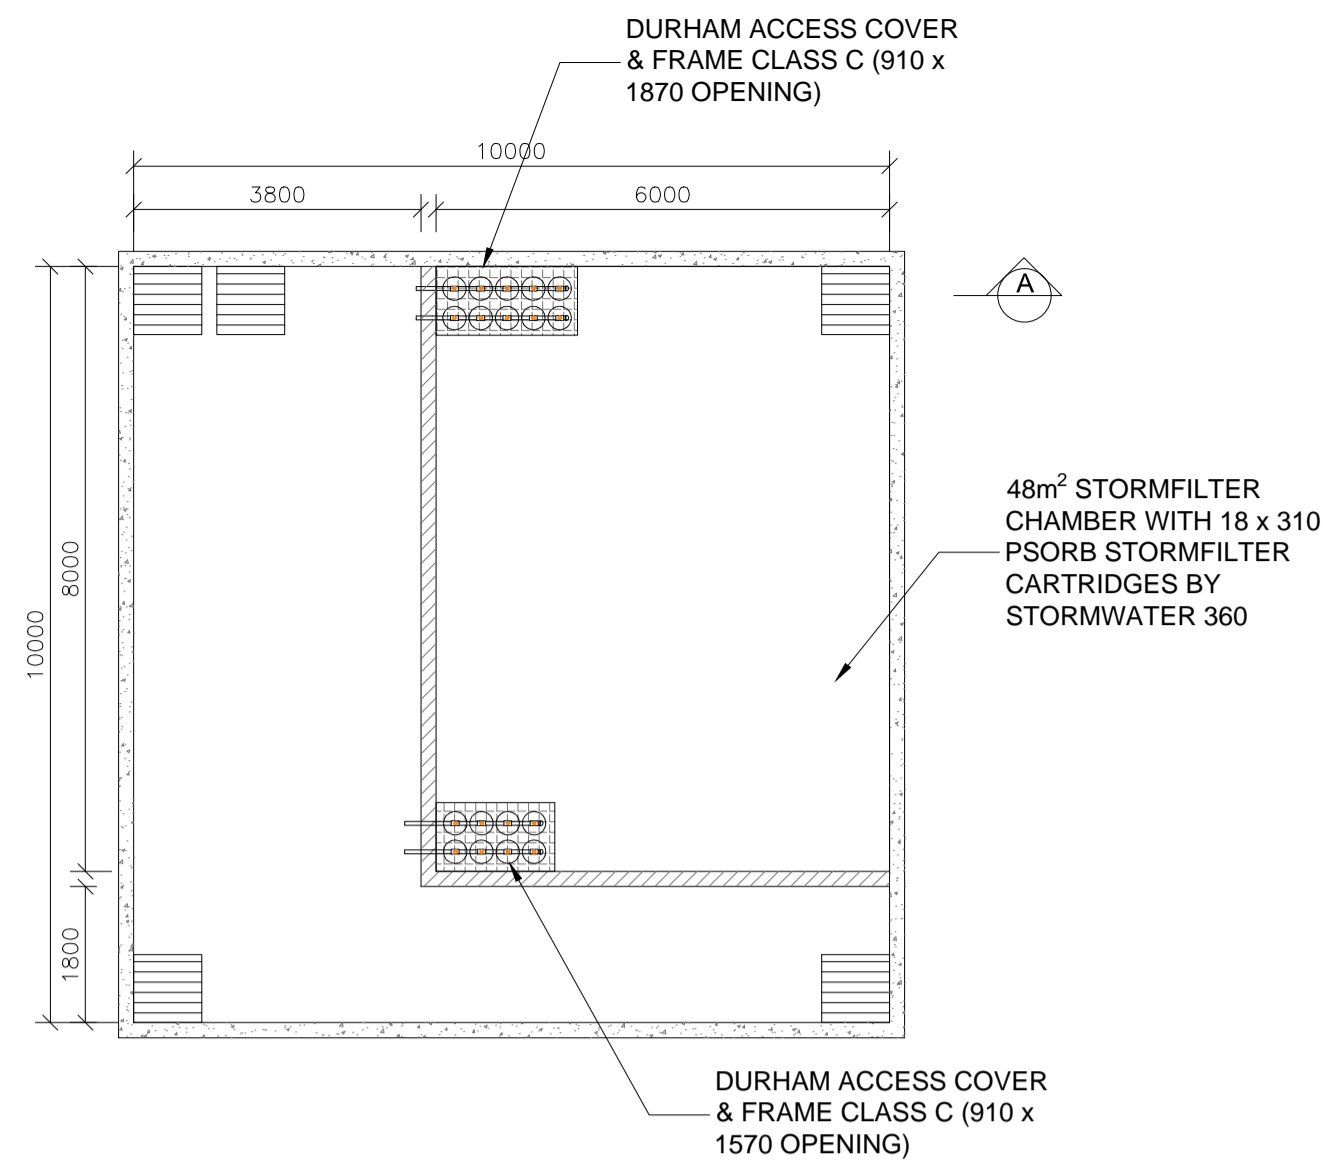 DURHAM ACCESS COVER
& FRAME CLASS C (910 x
1870 OPENING)
10000
3800
6000
A
48m² STORMFILTER
CHAMBER WITH 18 x 310
PSORB STORMFILTER
CARTRIDGES BY
STORMWATER 360
8000
10000
1800
DURHAM ACCESS COVER
& FRAME CLASS C (910 x
1570 OPENING)